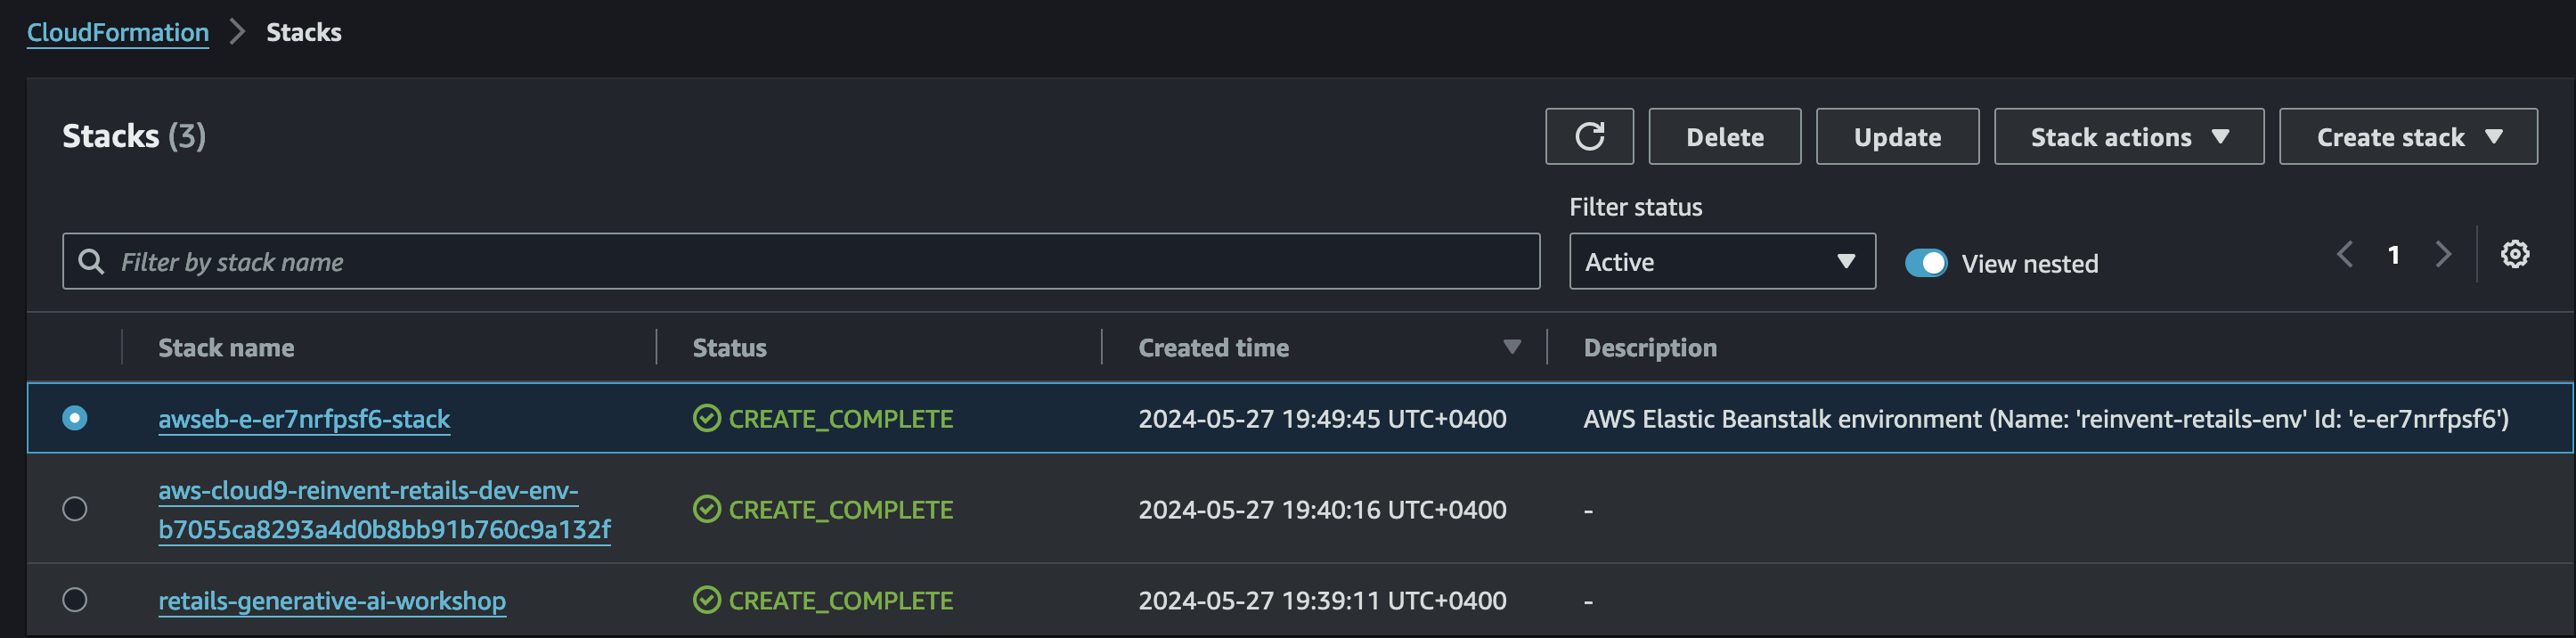 CloudFormation > Stacks
Stacks (3)
Delete
Update
Stack actions
Create stack
Filter status
Filter by stack name
Active
View nested
1
Stack name Status Created time Description
awseb-e-er7nrfpsf6-stack CREATE_COMPLETE 2024-05-27 19:49:45 UTC+0400 AWS Elastic Beanstalk environment (Name: 'reinvent-retails-env' Id: 'e-er7nrfpsf6')
aws-cloud9-reinvent-retails-dev-env-
b7055ca8293a4d0b8bb91b760c9a132f CREATE_COMPLETE 2024-05-27 19:40:16 UTC+0400 -
retails-generative-ai-workshop CREATE_COMPLETE 2024-05-27 19:39:11 UTC+0400 -